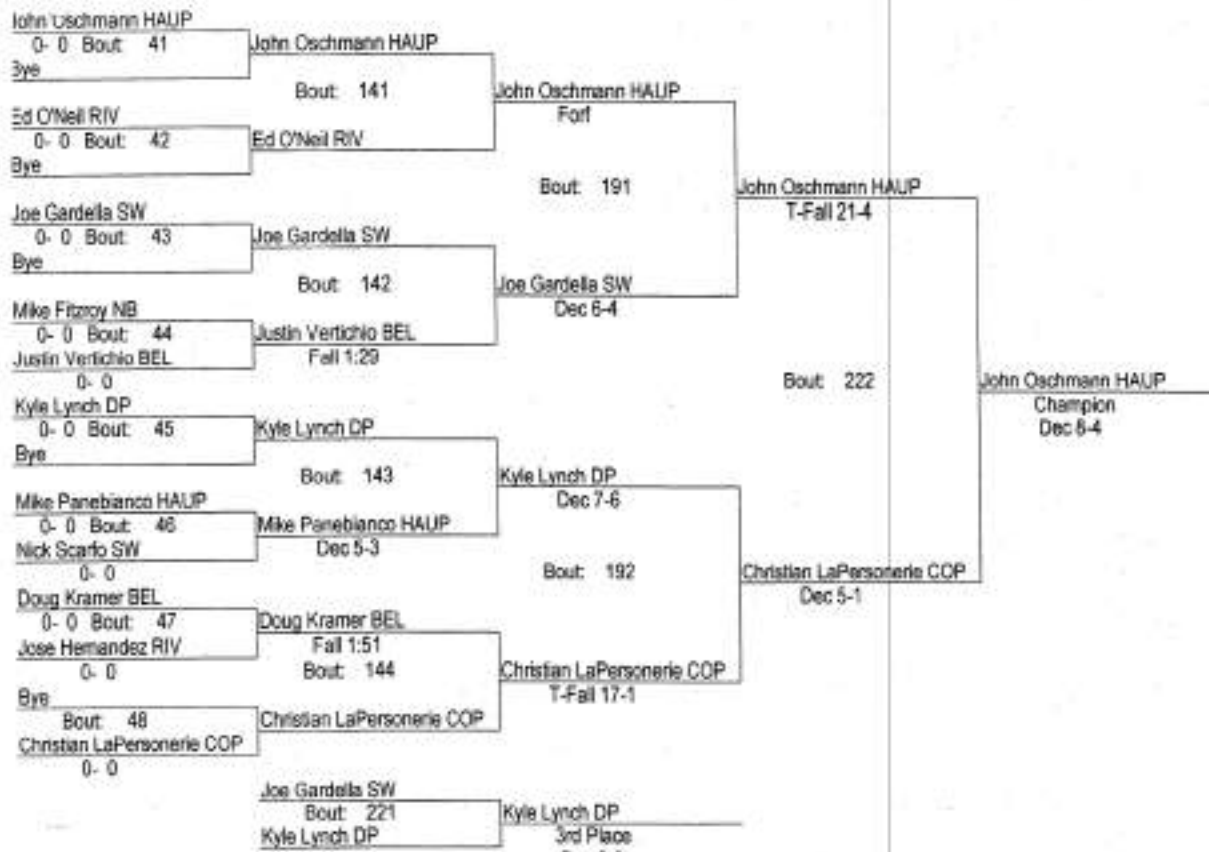 John Oschmann HAUP
0- 0 Bout: 41
Bye
John Oschmann HAUP
Bout: 141
Ed O'Neil RIV
0- 0 Bout: 42
Bye
Ed O'Neil RIV
John Oschmann HAUP
Forf
Bout: 191
Joe Gardella SW
0- 0 Bout: 43
Bye
Joe Gardella SW
Bout: 142
Mike Fitzroy NB
0- 0 Bout: 44
Justin Vertichio BEL
0- 0
Justin Vertichio BEL
Fall 1:29
Joe Gardella SW
Dec 6-4
John Oschmann HAUP
T-Fall 21-4
Bout: 222
Kyle Lynch DP
0- 0 Bout: 45
Bye
Kyle Lynch DP
Bout: 143
Mike Panebianco HAUP
0- 0 Bout: 46
Nick Scarfo SW
0- 0
Mike Panebianco HAUP
Dec 5-3
Kyle Lynch DP
Dec 7-6
Bout: 192
Doug Kramer BEL
0- 0 Bout: 47
Jose Hernandez RIV
0- 0
Doug Kramer BEL
Fall 1:51
Bout: 144
Bye
Bout: 48
Christian LaPersonerie COP
0- 0
Christian LaPersonerie COP
Christian LaPersonerie COP
T-Fall 17-1
Christian LaPersonerie COP
Dec 5-1
John Oschmann HAUP
Champion
Dec
Joe Gardella SW
Bout: 221
Kyle Lynch DP
Kyle Lynch DP
3rd Place